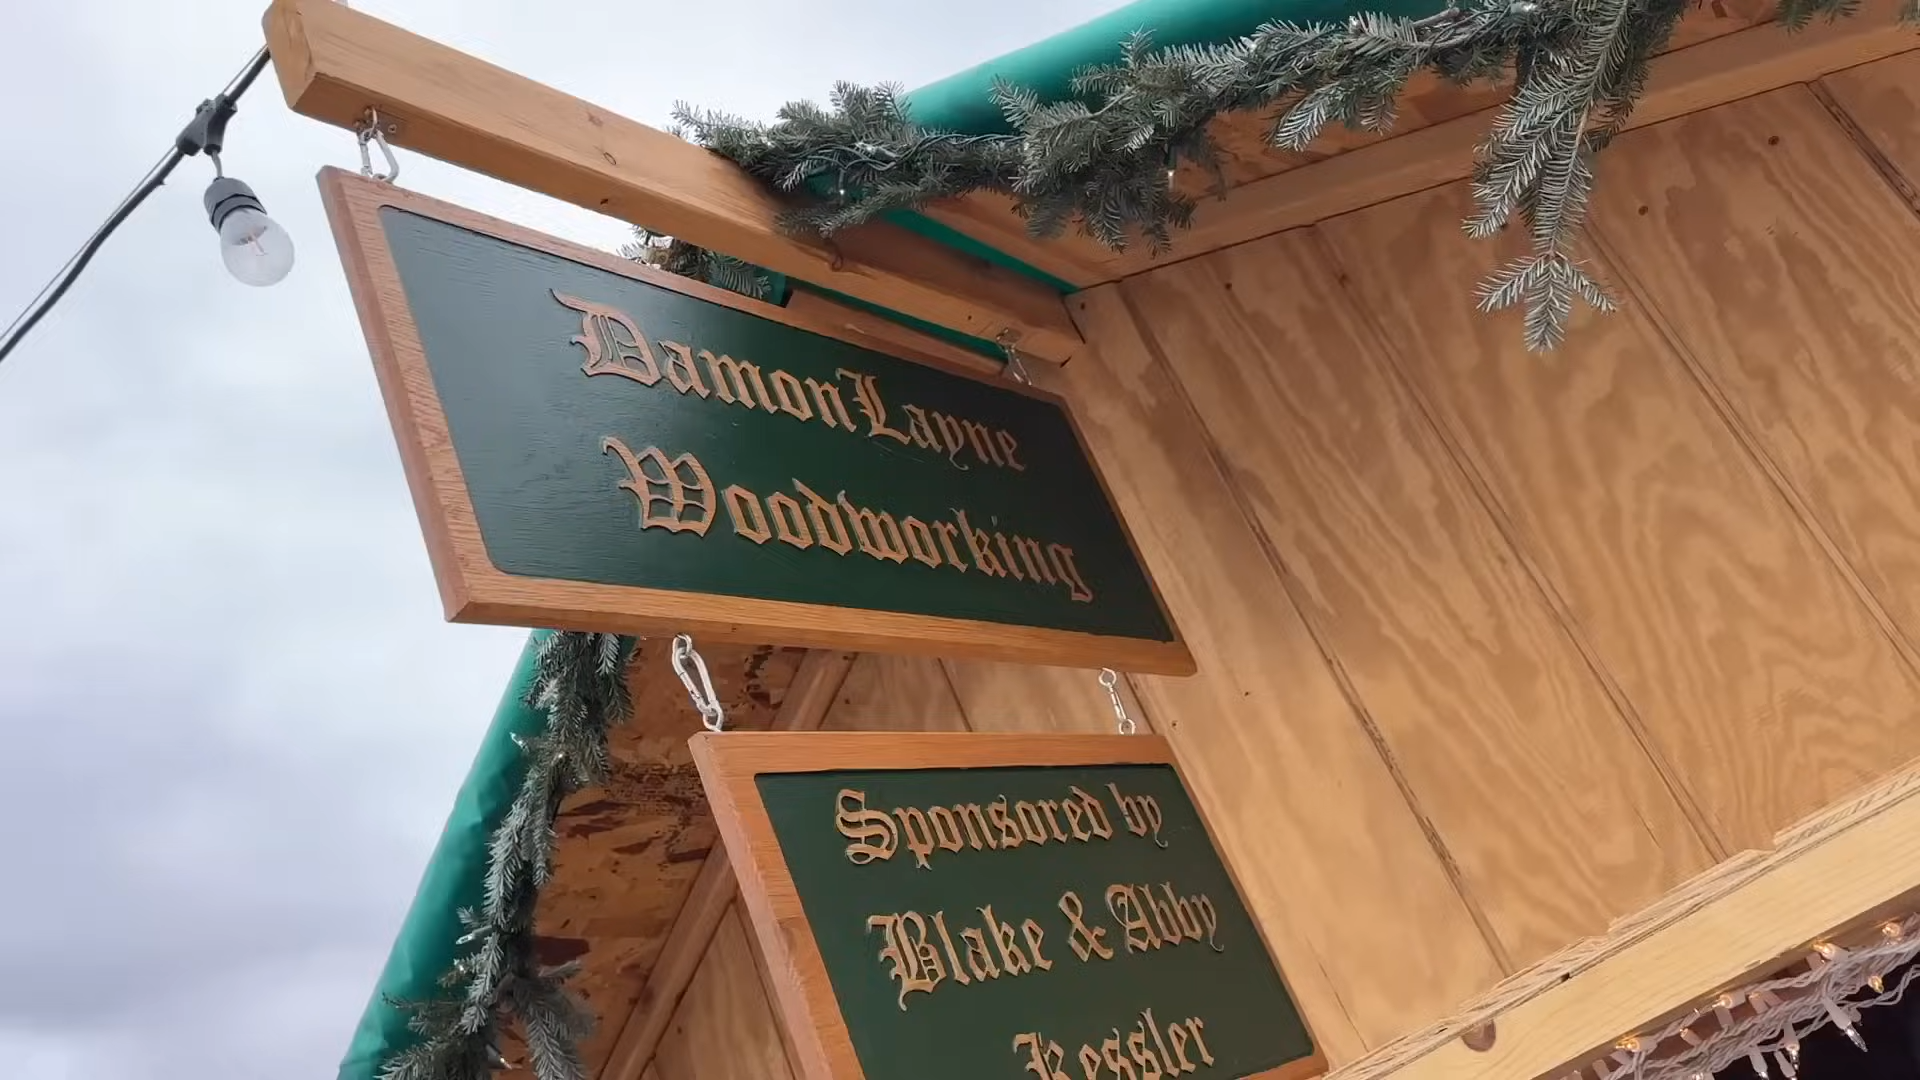 DamonLayne
Woodworking
Sponsored by
Blake & Abby
Kessler